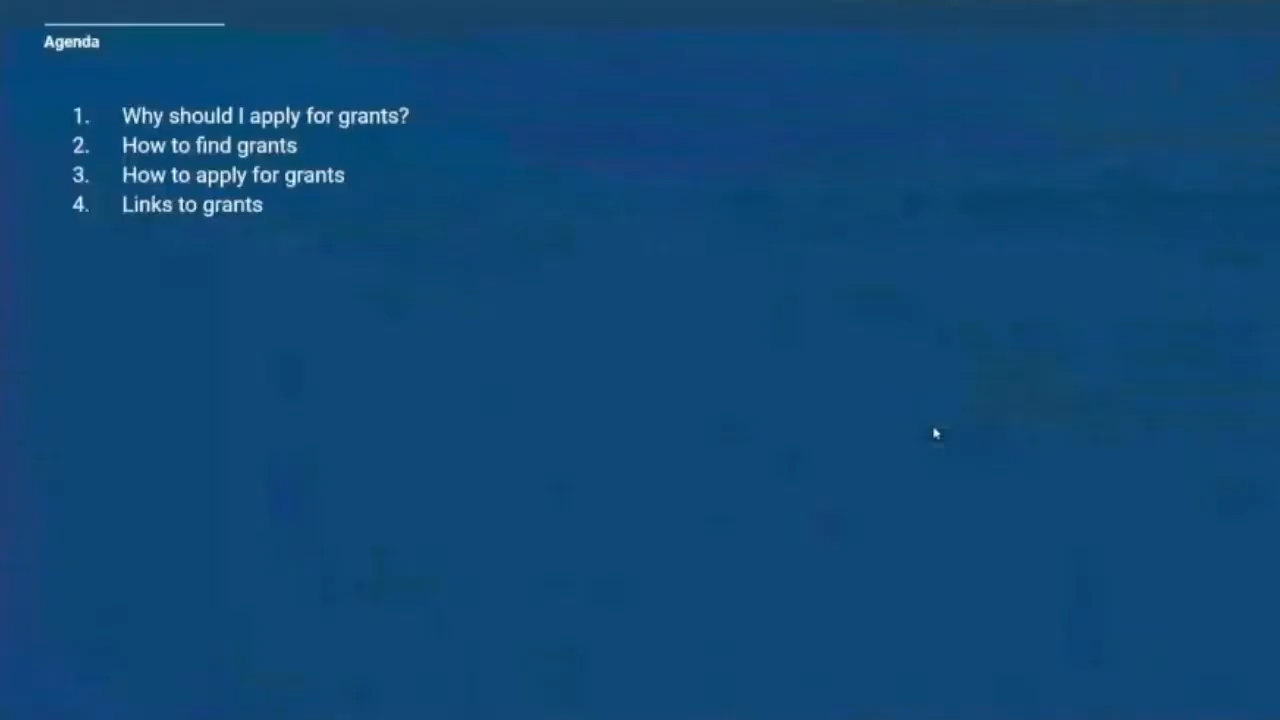 Agenda
1. Why should I apply for grants?
2. How to find grants
3. How to apply for grants
4. Links to grants